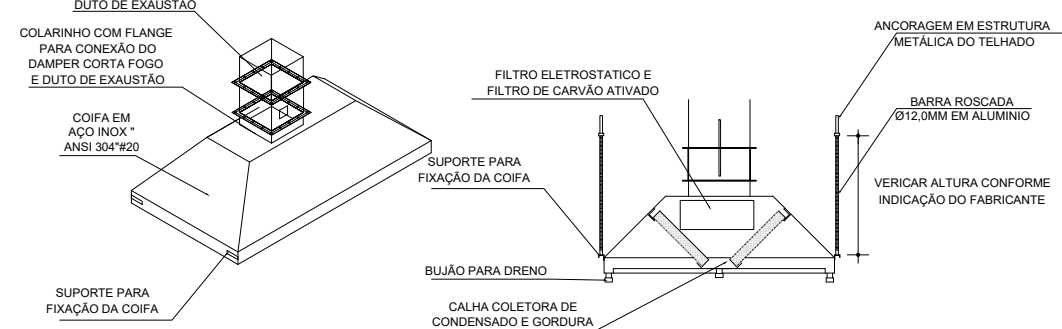 DUTO DE EXAUSTÃO
COLARINHO COM FLANGE
PARA CONEXÃO DO
DAMPER CORTA FOGO
E DUTO DE EXAUSTÃO
COIFA EM
AÇO INOX "
ANSI 304"#20
SUPORTE PARA
FIXAÇÃO DA COIFA
FILTRO ELETROSTATICO E
FILTRO DE CARVÃO ATIVADO
SUPORTE PARA
FIXAÇÃO DA COIFA
BUJÃO PARA DRENO
CALHA COLETORA DE
CONDENSADO E GORDURA
ANCORAGEM EM ESTRUTURA
METÁLICA DO TELHADO
BARRA ROSCADA
Ø12,0MM EM ALUMINIO
VERICAR ALTURA CONFORME
INDICAÇÃO DO FABRICANTE